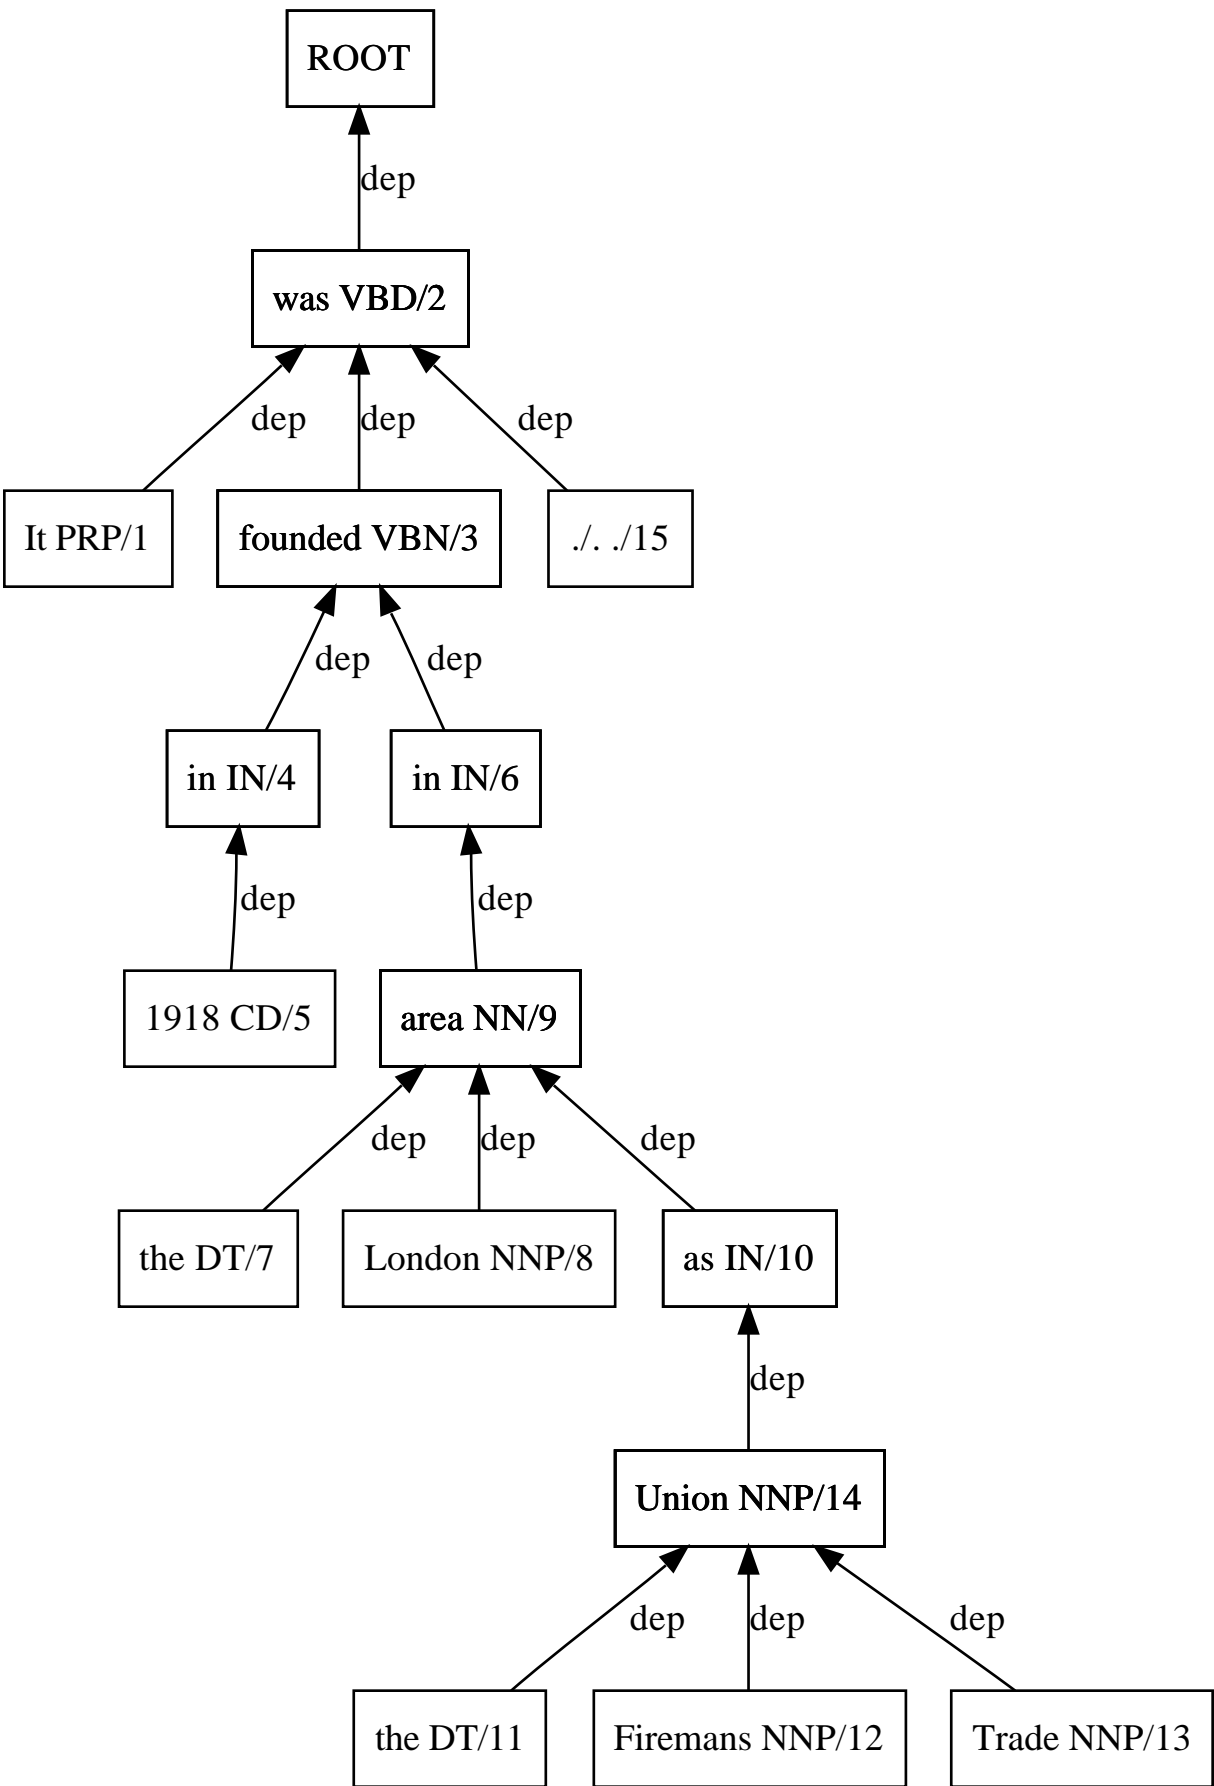 ROOT
dep
was VBD/2
dep dep dep
It PRP/1 founded VBN/3 ./. ./15
dep dep
in IN/4 in IN/6
dep dep
1918 CD/5 area NN/9
dep dep dep
the DT/7 London NNP/8 as IN/10
dep
Union NNP/14
dep dep dep
the DT/11 Firemans NNP/12 Trade NNP/13